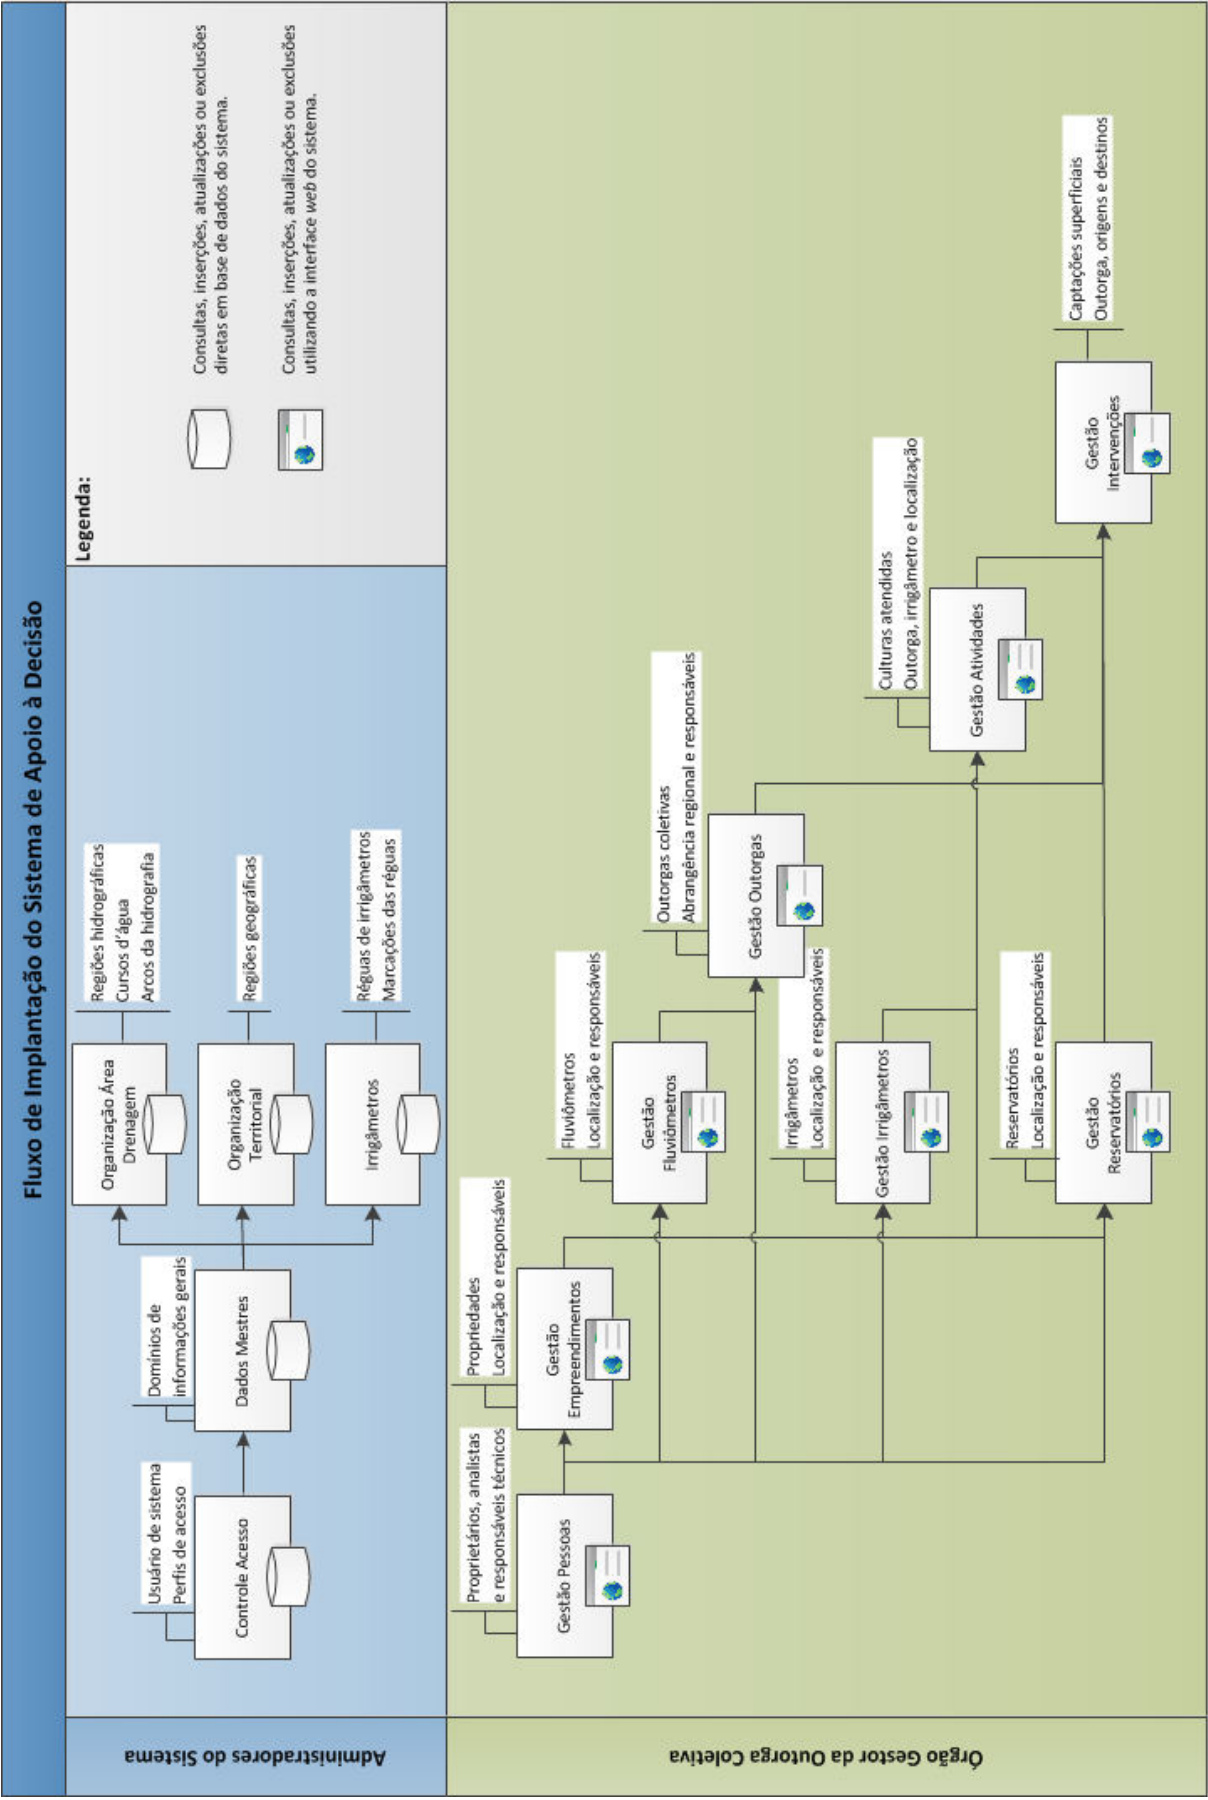 Fluxo de Implantação do Sistema de Apoio à Decisão
Administradores do Sistema
Usuário de sistema
Perfis de acesso
Controle Acesso
Domínios de
informações gerais
Dados Mestres
Regiões hidrográficas
Cursos d'água
Arcos da hidrografia
Organização Área
Drenagem
Regiões geográficas
Organização
Territorial
Réguas de irrigâmetros
Marcações das réguas
Irrigâmetros
Legenda:
Consultas, inserções, atualizações ou exclusões
diretas em base de dados do sistema.
Consultas, inserções, atualizações ou exclusões
utilizando a interface web do sistema.
Órgão Gestor da Outorga Coletiva
Proprietários, analistas
e responsáveis técnicos
Gestão Pessoas
Propriedades
Localização e responsáveis
Gestão
Empreendimentos
Fluviômetros
Localização e responsáveis
Gestão
Fluviômetros
Outorgas coletivas
Abrangência regional e responsáveis
Gestão Outorgas
Irrigâmetros
Localização e responsáveis
Gestão Irrigâmetros
Culturas atendidas
Outorga, irrigâmetro e localização
Gestão Atividades
Reservatórios
Localização e responsáveis
Gestão
Reservatórios
Captações superficiais
Outorga, origens e destinos
Gestão
Intervenções